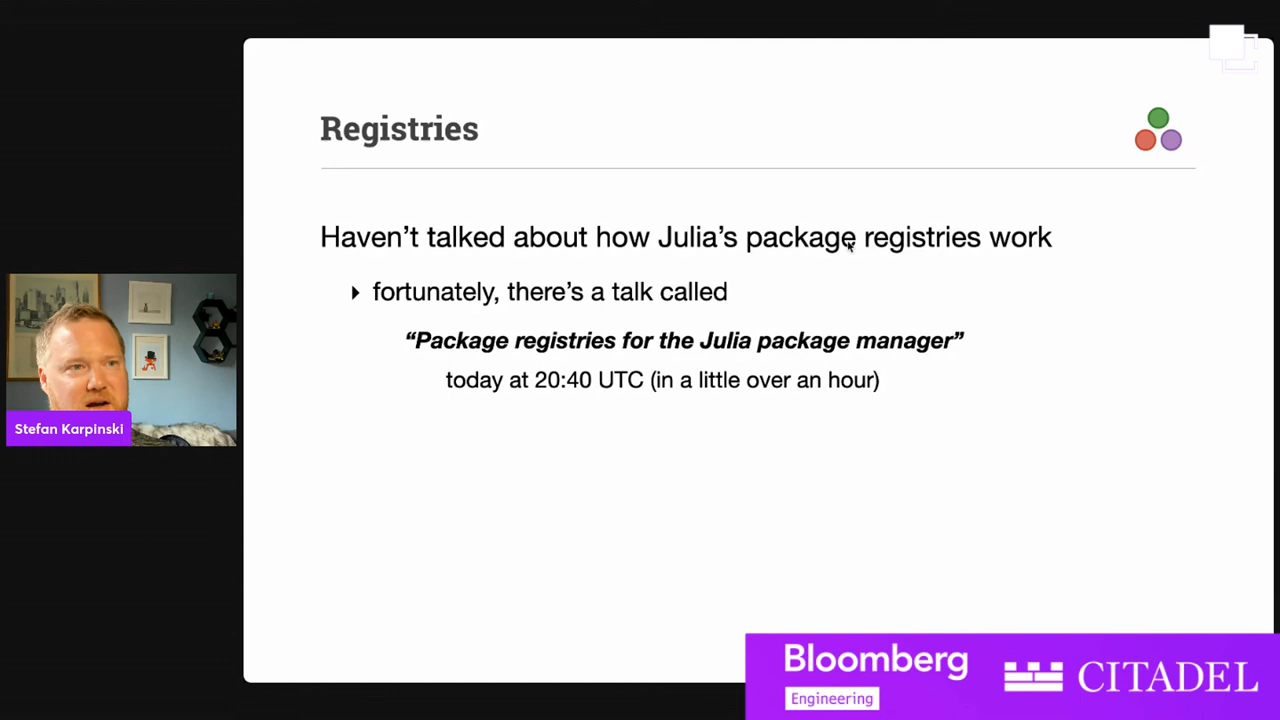 Registries
Haven’t talked about how Julia’s package registries work
fortunately, there’s a talk called
“Package registries for the Julia package manager”
today at 20:40 UTC (in a little over an hour)
Stefan Karpinski
Bloomberg
Engineering
CITADEL